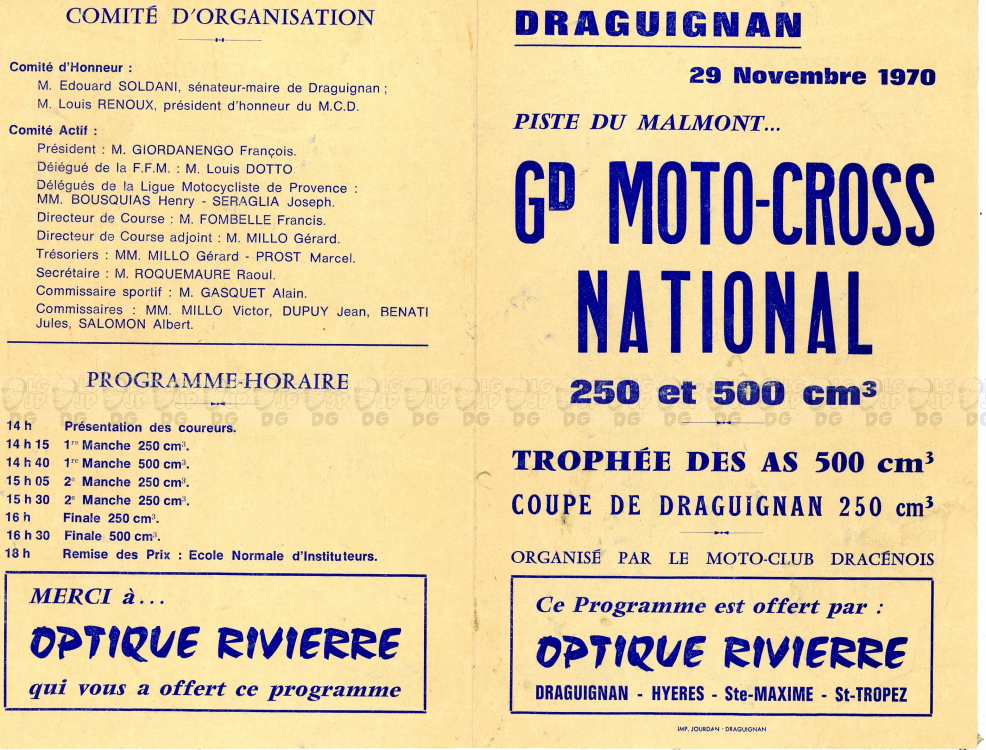 COMITÉ D'ORGANISATION
Comité d'Honneur :
M. Edouard SOLDANI, sénateur-maire de Draguignan ;
M. Louis RENOUX, président d'honneur du M.C.D.
Comité Actif :
Président : M. GIORDANENGO François.
Délégué de la F.F.M. : M. Louis DOTTO
Délégués de la Ligue Motocycliste de Provence :
MM. BOUSQUIAS Henry - SERAGLIA Joseph.
Directeur de Course : M. FOMBELLE Francis.
Directeur de Course adjoint : M. MILLO Gérard.
Trésoriers : MM. MILLO Gérard - PROST Marcel.
Secrétaire : M. ROQUEMAURE Raoul.
Commissaire sportif : M. GASQUET Alain.
Commissaires : MM. MILLO Victor, DUPUY Jean, BENATI
Jules, SALOMON Albert.
PROGRAMME-HORAIRE
14 h Présentation des coureurs.
14 h 15 1re Manche 250 cm³.
14 h 40 1re Manche 500 cm³.
15 h 05 2e Manche 250 cm³.
15 h 30 2e Manche 250 cm³.
16 h Finale 250 cm³.
16 h 30 Finale 500 cm³.
18 h Remise des Prix : Ecole Normale d'Instituteurs.
MERCI à...
OPTIQUE RIVIERRE
qui vous a offert ce programme
DRAGUIGNAN
29 Novembre 1970
PISTE DU MALMONT...
GD MOTO-CROSS
NATIONAL
250 et 500 cm³
TROPHÉE DES AS 500 cm³
COUPE DE DRAGUIGNAN 250 cm³
ORGANISÉ PAR LE MOTO-CLUB DRACÉNOIS
Ce Programme est offert par :
OPTIQUE RIVIERRE
DRAGUIGNAN - HYERES - Ste-MAXIME - St-TROPEZ
IMP. JOURDAN - DRAGUIGNAN